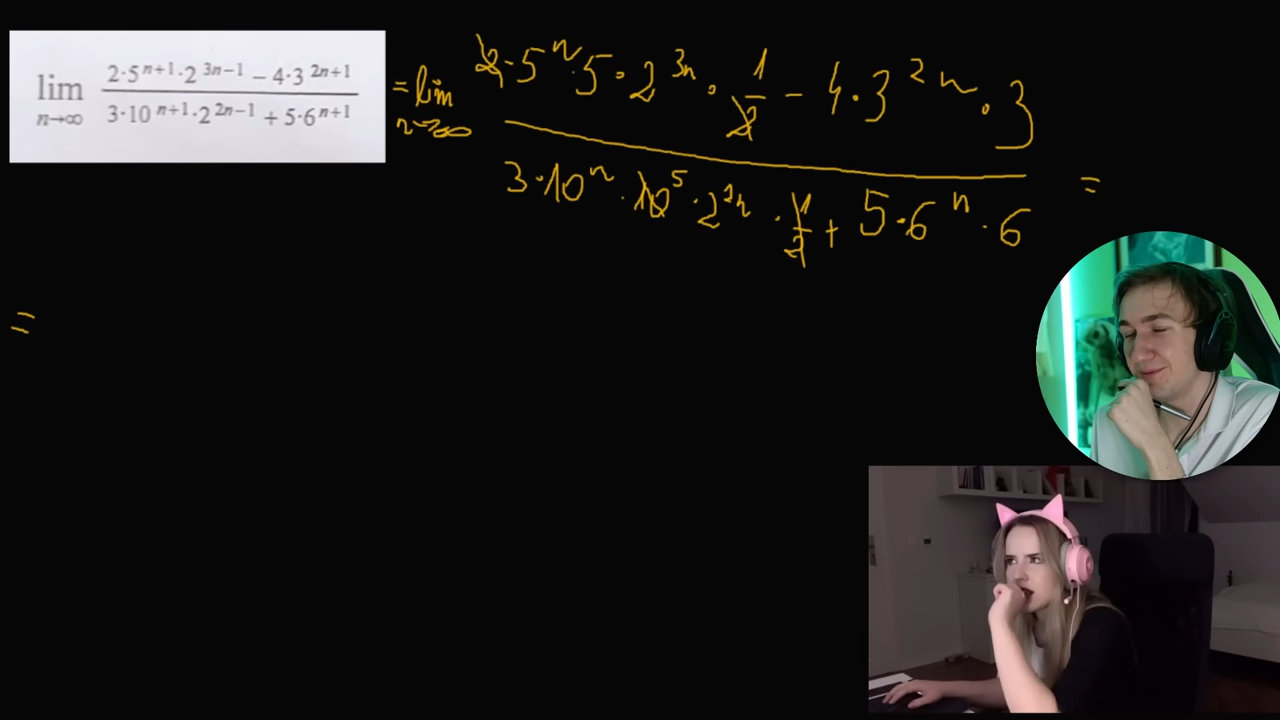 lim n→∞ (2·5^{n+1}·2^{3n−1} − 4·3^{2n+1}) / (3·10^{n+1}·2^{2n−1} + 5·6^{n+1})
= lim n→∞ (2·5^n·5·2^{3n}·1/2 − 4·3^{2n}·3) / (3·10^n·10 5·2^{2n}·1/2 + 5·6^n·6) =
=